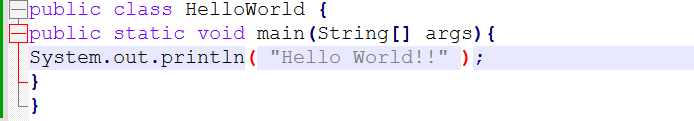 public class HelloWorld {
public static void main(String[] args){
System.out.println( "Hello World!!" );
}
}